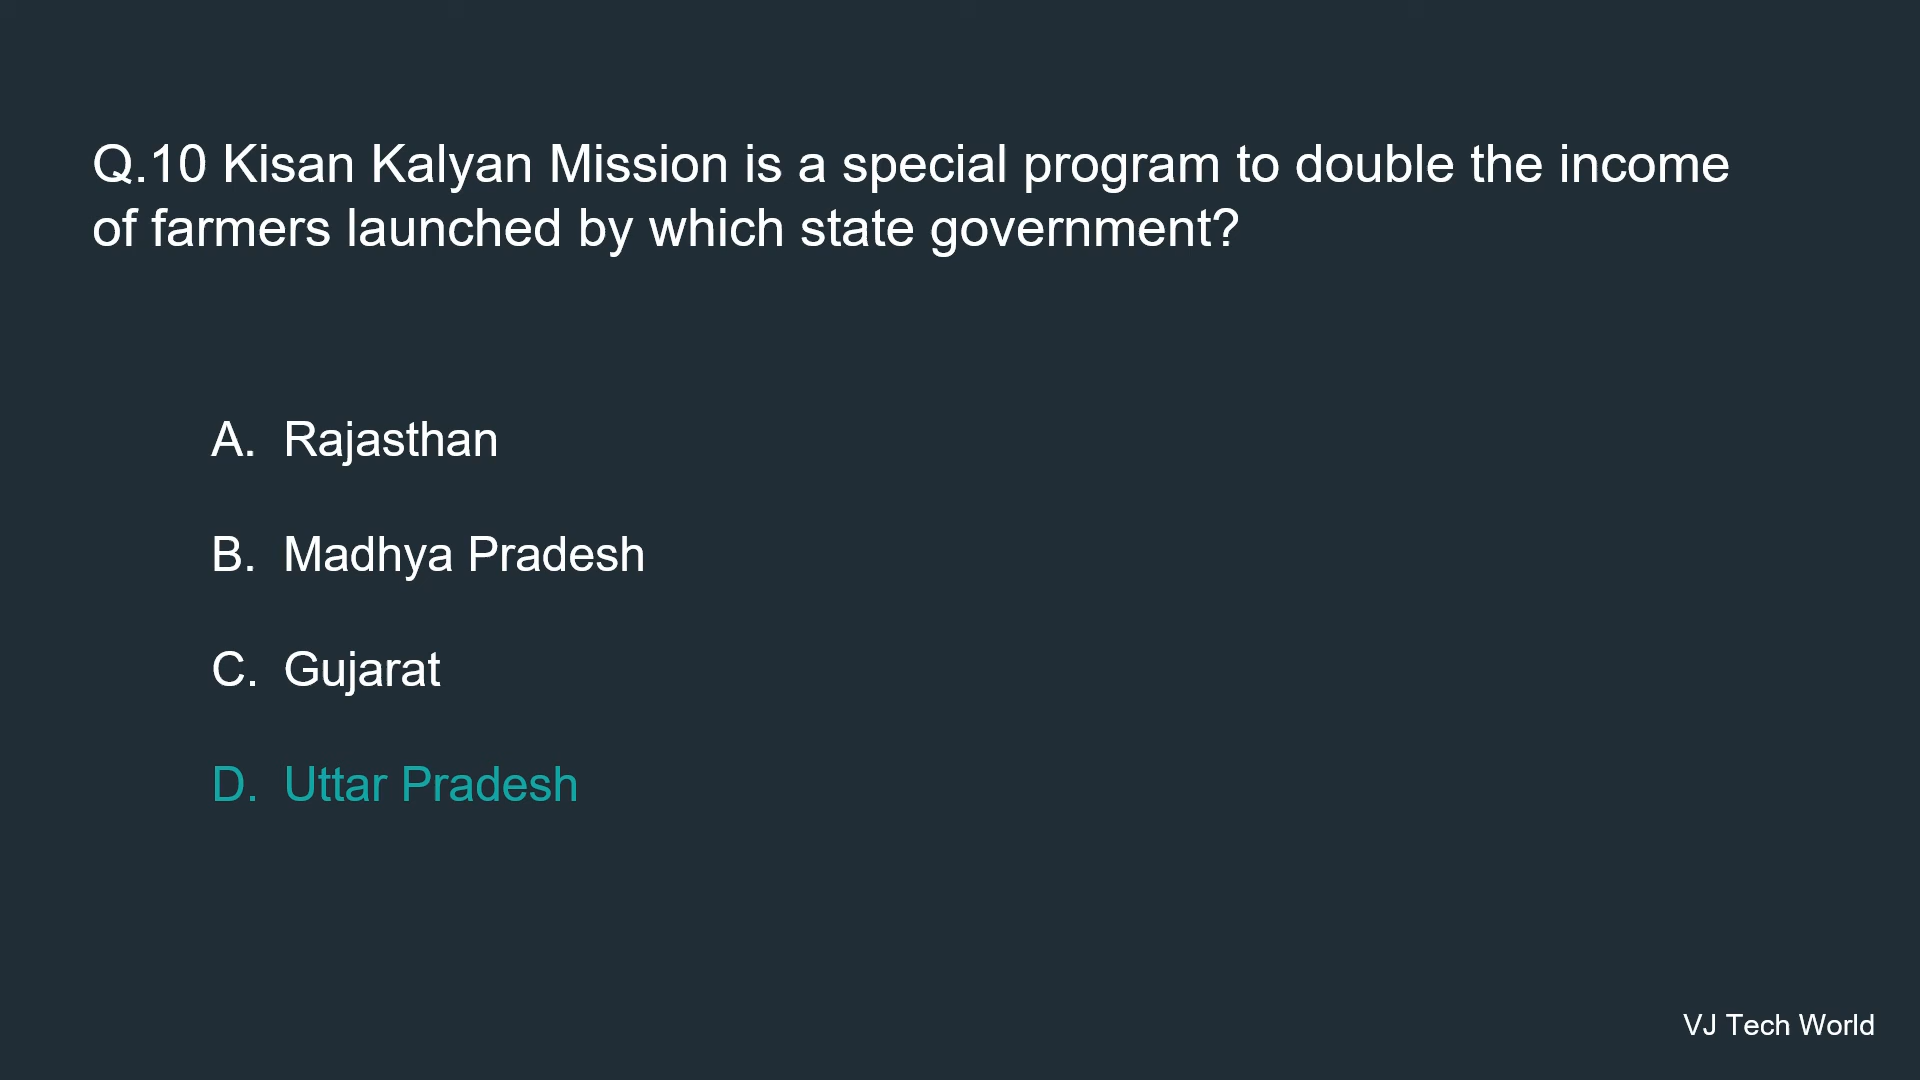 Q.10 Kisan Kalyan Mission is a special program to double the income
of farmers launched by which state government?
A. Rajasthan
B. Madhya Pradesh
C. Gujarat
D. Uttar Pradesh
VJ Tech World